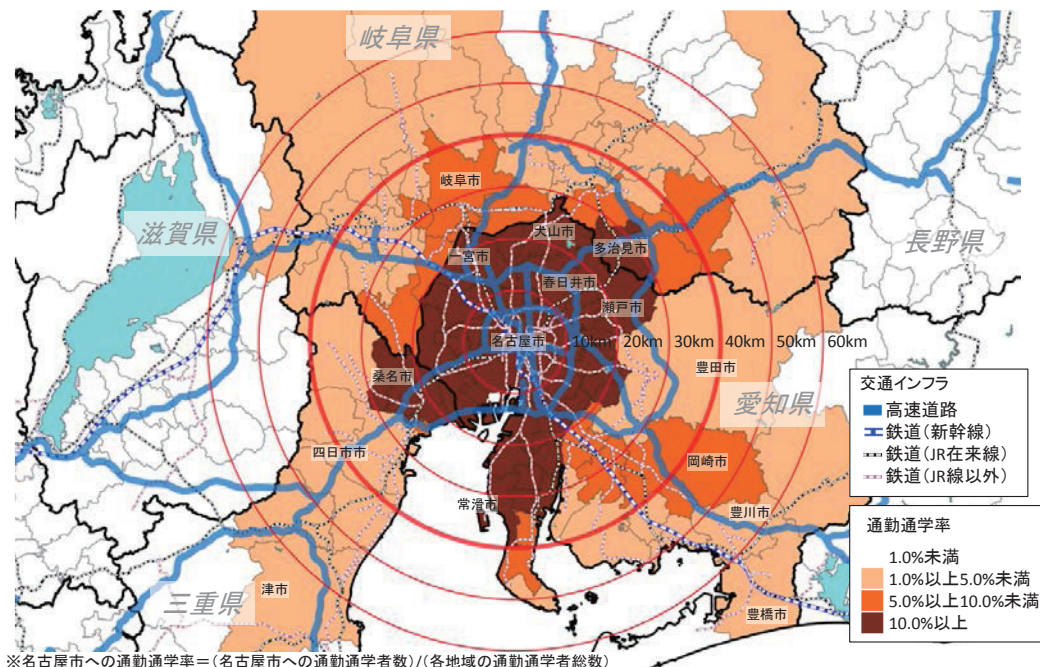 岐阜県
滋賀県
長野県
岐阜市
犬山市
一宮市
多治見市
春日井市
瀬戸市
名古屋市
10km
20km
30km
40km
50km
60km
桑名市
豊田市
愛知県
四日市市
岡崎市
常滑市
豊川市
津市
三重県
豊橋市
交通インフラ
高速道路
鉄道(新幹線)
鉄道(JR在来線)
鉄道(JR線以外)
通勤通学率
1.0%未満
1.0%以上5.0%未満
5.0%以上10.0%未満
10.0%以上
※名古屋市への通勤通学率=(名古屋市への通勤通学者数)/(各地域の通勤通学者総数)